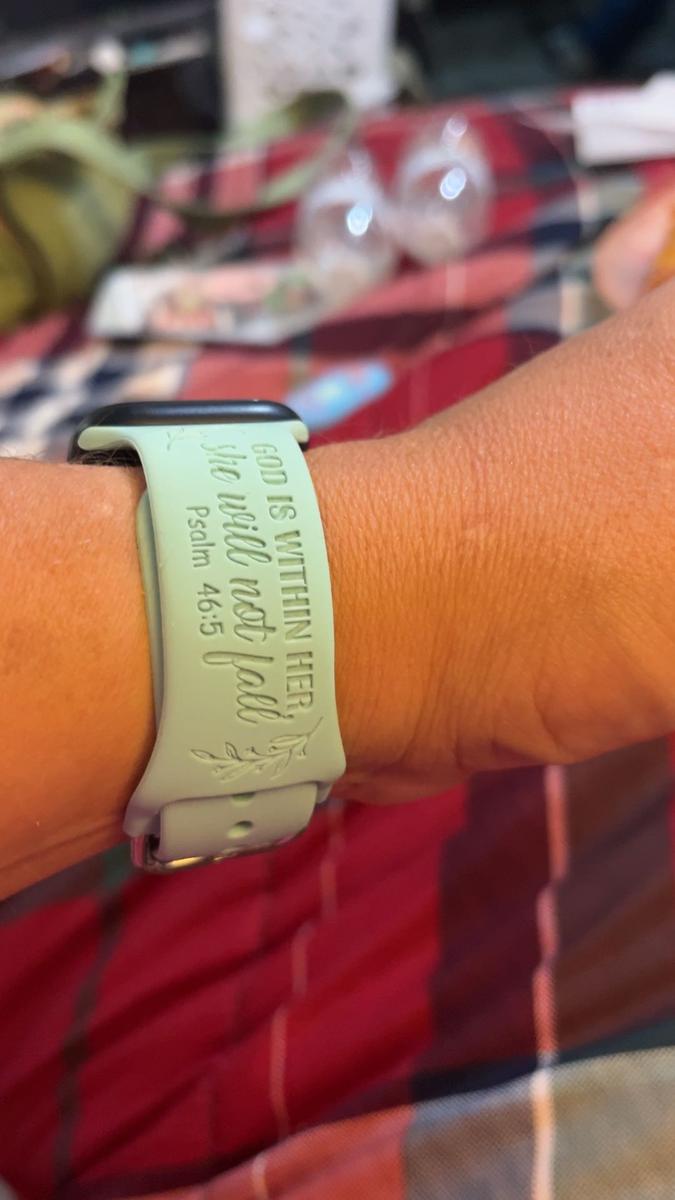 GOD IS WITHIN HER,
she will not fall
Psalm 46:5